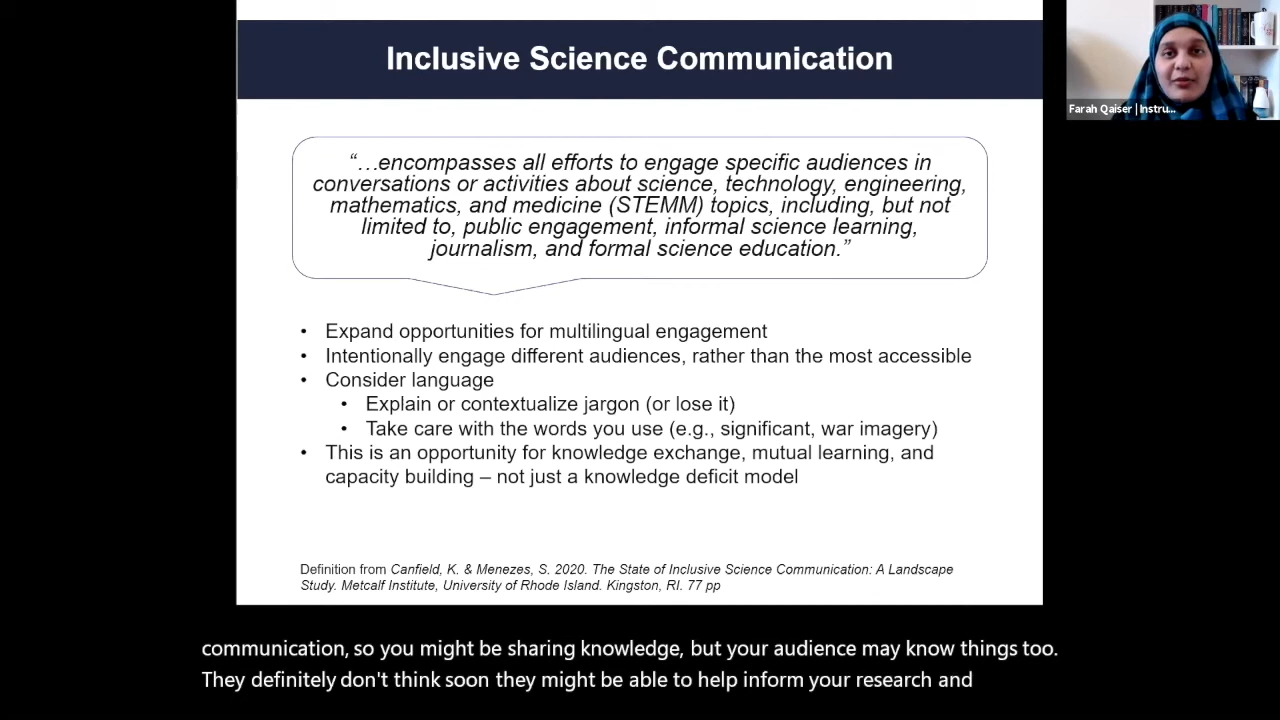 Inclusive Science Communication
Farah Qaiser | Instru...
“…encompasses all efforts to engage specific audiences in
conversations or activities about science, technology, engineering,
mathematics, and medicine (STEMM) topics, including, but not
limited to, public engagement, informal science learning,
journalism, and formal science education.”
• Expand opportunities for multilingual engagement
• Intentionally engage different audiences, rather than the most accessible
• Consider language
• Explain or contextualize jargon (or lose it)
• Take care with the words you use (e.g., significant, war imagery)
• This is an opportunity for knowledge exchange, mutual learning, and
capacity building – not just a knowledge deficit model
Definition from Canfield, K. & Menezes, S. 2020. The State of Inclusive Science Communication: A Landscape
Study. Metcalf Institute, University of Rhode Island. Kingston, RI. 77 pp
communication, so you might be sharing knowledge, but your audience may know things too.
They definitely don't think soon they might be able to help inform your research and